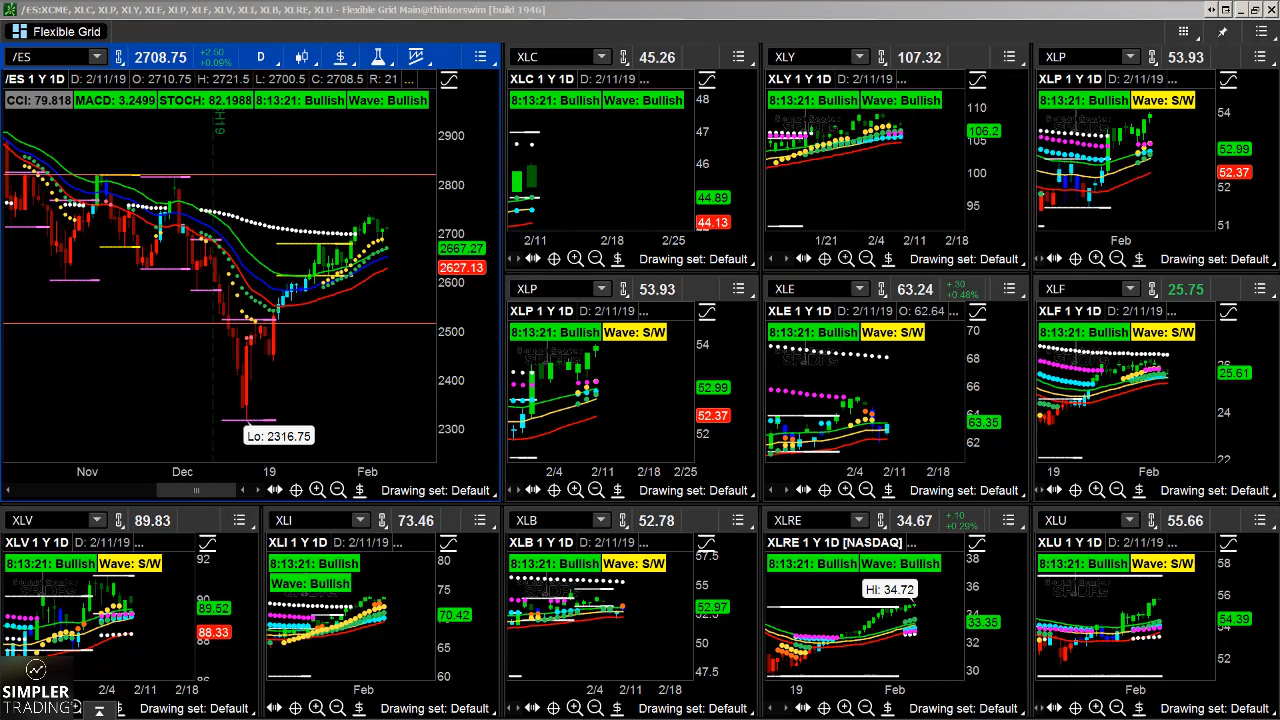 /ES:XCME, XLC, XLP, XLY, XLE, XLP, XLF, XLV, XLI, XLB, XLRE, XLU - Flexible Grid Main@thinkorswim [build 1946]
Flexible Grid
/ES 2708.75 +2.50 +0.09% D
/ES 1 Y 1D D: 2/11/19 O: 2710.75 H: 2721.5 L: 2700.5 C: 2708.5 R: 21 ...
CCI: 79.818 MACD: 3.2499 STOCH: 82.1988 8:13:21: Bullish Wave: Bullish
H19
2900
2800
2700
2667.27
2627.13
2600
2500
2400
2300
Lo: 2316.75
Nov Dec 19 Feb
Drawing set: Default
XLC 45.26
XLC 1 Y 1D D: 2/11/19 ...
8:13:21: Bullish Wave: Bullish
48
47
46
44.89
44.13
2/11 2/18 2/25
Drawing set: Default
XLY 107.32
XLY 1 Y 1D D: 2/11/19 ...
8:13:21: Bullish Wave: Bullish
110
106.2
105
100
95
1/21 2/4 2/11 2/18
Drawing set: Default
XLP 53.93
XLP 1 Y 1D D: 2/11/19 ...
8:13:21: Bullish Wave: S/W
54
52.99
52.37
51
Feb
Drawing set: Default
XLP 53.93
XLP 1 Y 1D D: 2/11/19 ...
8:13:21: Bullish Wave: S/W
54
52.99
52.37
52
2/4 2/11 2/18 2/25
Drawing set: Default
XLE 63.24 +.30 +0.48%
XLE 1 Y 1D D: 2/11/19 O: 62.64 ...
8:13:21: Bullish Wave: S/W
70
68
66
64
63.35
62
2/4 2/11 2/18
Drawing set: Default
XLF 25.75
XLF 1 Y 1D D: 2/11/19 ...
8:13:21: Bullish Wave: S/W
26
25.61
24
22
19 Feb
Drawing set: Default
XLV 89.83
XLV 1 Y 1D D: 2/11/19 ...
8:13:21: Bullish Wave: S/W
92
89.52
88.33
2/4 2/11 2/18
Drawing set: Default
SIMPLER
TRADING
XLI 73.46
XLI 1 Y 1D D: 2/11/19 ...
8:13:21: Bullish
Wave: Bullish
80
75
70.42
65
60
Feb
Drawing set: Default
XLB 52.78
XLB 1 Y 1D D: 2/11/19 ...
8:13:21: Bullish Wave: S/W
57.5
55
52.97
50
47.5
2/4 2/11 2/18
Drawing set: Default
XLRE 34.67 +.10 +0.29%
XLRE 1 Y 1D [NASDAQ] ...
8:13:21: Bullish Wave: Bullish
Hi: 34.72
38
36
34
33.35
32
30
19 Feb
Drawing set: Default
XLU 55.66
XLU 1 Y 1D D: 2/11/19 ...
8:13:21: Bullish Wave: S/W
58
56
54.39
52
Feb
Drawing set: Default